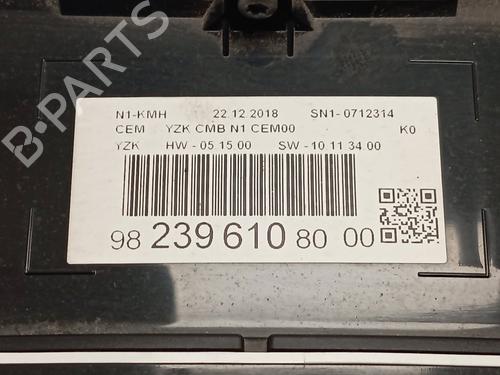 N1-KMH 22.12.2018 SN1-0712314
CEM YZK CMB N1 CEM00 K0
YZK HW - 05 15 00 SW - 10 11 34 00
98 239 610 80 00
B-PARTS
B-PARTS